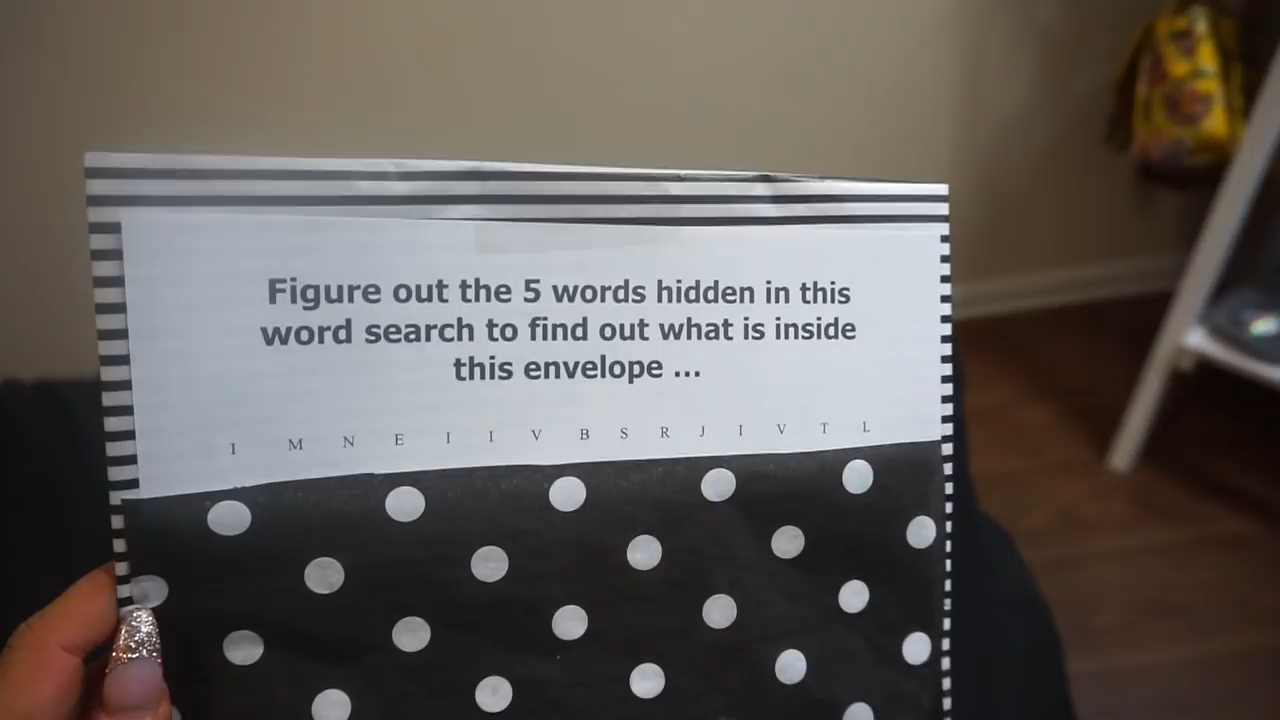 Figure out the 5 words hidden in this
word search to find out what is inside
this envelope ...
I M N E I I V B S R J I V T L